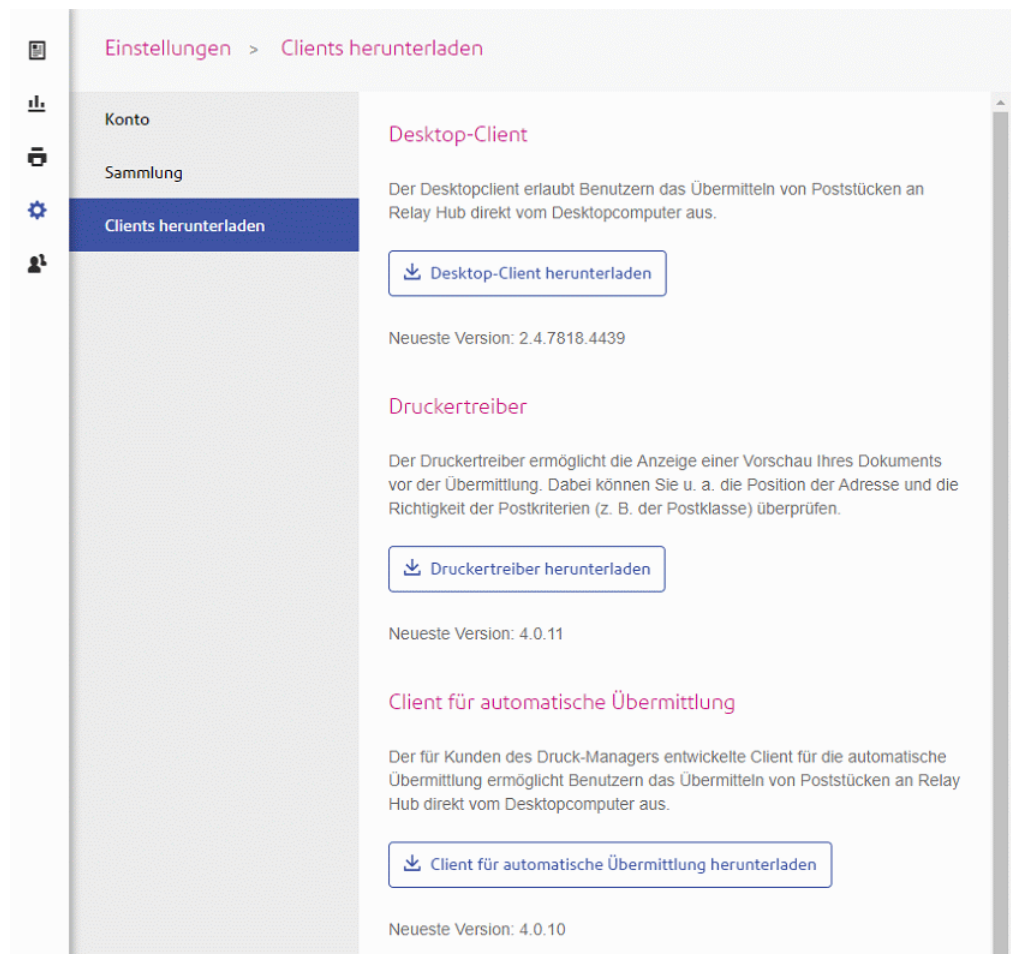 Einstellungen > Clients herunterladen
Konto
Sammlung
Clients herunterladen
Desktop-Client
Der Desktopclient erlaubt Benutzern das Übermitteln von Poststücken an
Relay Hub direkt vom Desktopcomputer aus.
Desktop-Client herunterladen
Neueste Version: 2.4.7818.4439
Druckertreiber
Der Druckertreiber ermöglicht die Anzeige einer Vorschau Ihres Dokuments
vor der Übermittlung. Dabei können Sie u. a. die Position der Adresse und die
Richtigkeit der Postkriterien (z. B. der Postklasse) überprüfen.
Druckertreiber herunterladen
Neueste Version: 4.0.11
Client für automatische Übermittlung
Der für Kunden des Druck-Managers entwickelte Client für die automatische
Übermittlung ermöglicht Benutzern das Übermitteln von Poststücken an Relay
Hub direkt vom Desktopcomputer aus.
Client für automatische Übermittlung herunterladen
Neueste Version: 4.0.10